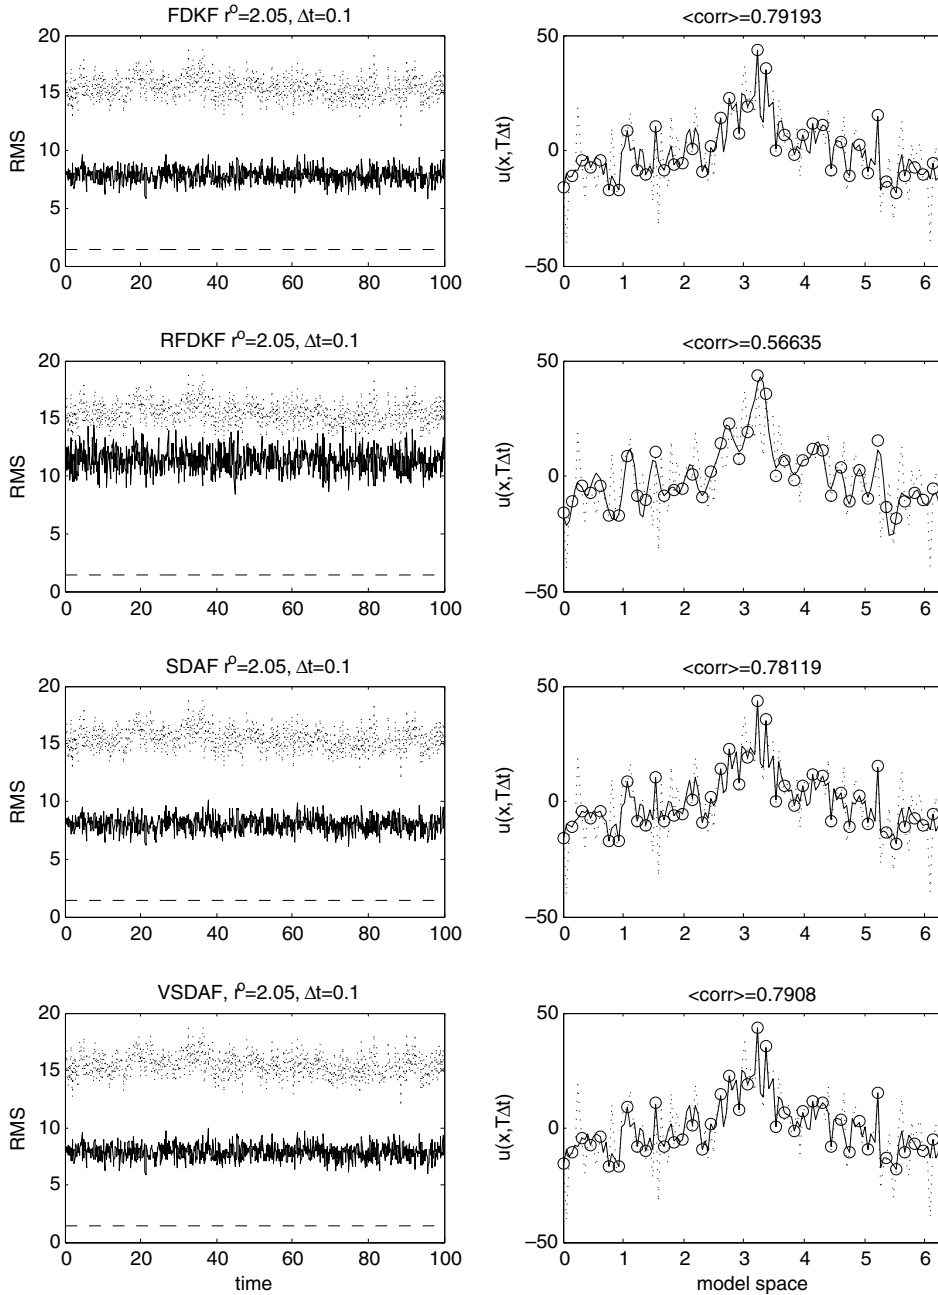 FDKF rº=2.05, Δt=0.1
20
15
10
5
0
RMS
0 20 40 60 80 100
<corr>=0.79193
50
0
−50
u(x,TΔt)
0 1 2 3 4 5 6
RFDKF rº=2.05, Δt=0.1
20
15
10
5
0
RMS
0 20 40 60 80 100
<corr>=0.56635
50
0
−50
u(x,TΔt)
0 1 2 3 4 5 6
SDAF rº=2.05, Δt=0.1
20
15
10
5
0
RMS
0 20 40 60 80 100
<corr>=0.78119
50
0
−50
u(x,TΔt)
0 1 2 3 4 5 6
VSDAF, rº=2.05, Δt=0.1
20
15
10
5
0
RMS
0 20 40 60 80 100
time
<corr>=0.7908
50
0
−50
u(x,TΔt)
0 1 2 3 4 5 6
model space